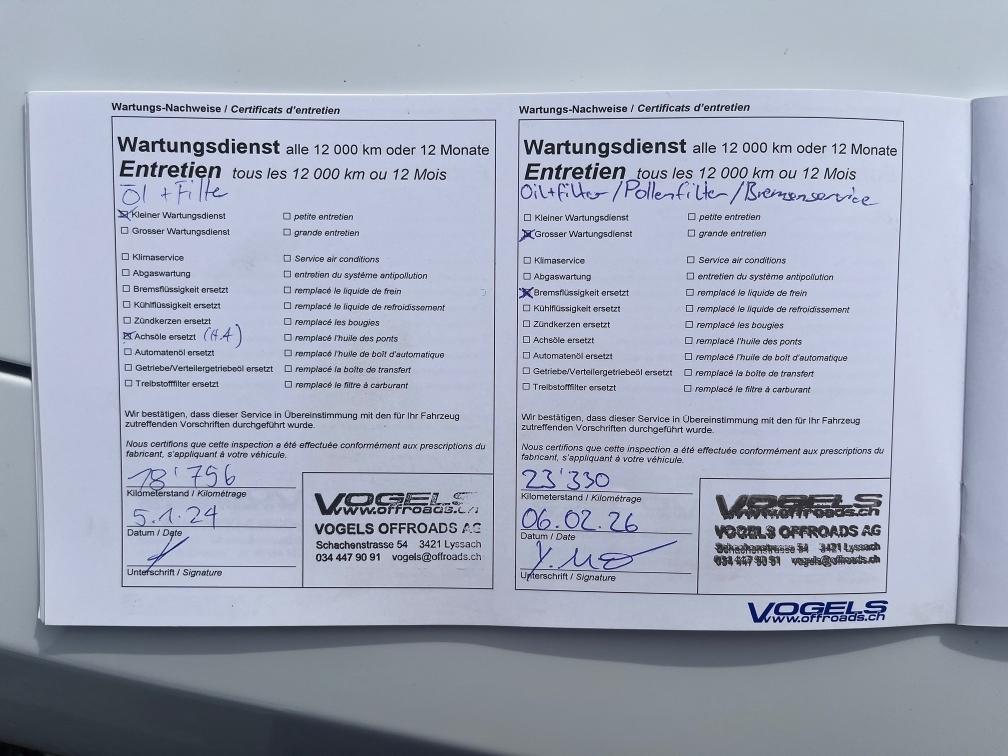 Wartungs-Nachweise / Certificats d'entretien
Wartungsdienst alle 12 000 km oder 12 Monate
Entretien tous les 12 000 km ou 12 Mois
Öl + Filte
Kleiner Wartungsdienst petite entretien
Grosser Wartungsdienst grande entretien
Klimaservice Service air conditions
Abgaswartung entretien du système antipollution
Bremsflüssigkeit ersetzt remplacé le liquide de frein
Kühlflüssigkeit ersetzt remplacé le liquide de refroidissement
Zündkerzen ersetzt remplacé les bougies
Achsöle ersetzt (H.A) remplacé l'huile des ponts
Automatenöl ersetzt remplacé l'huile de boît d'automatique
Getriebe/Verteilergetriebeöl ersetzt remplacé la boîte de transfert
Treibstofffilter ersetzt remplacé le filtre à carburant
Wir bestätigen, dass dieser Service in Übereinstimmung mit den für Ihr Fahrzeug
zutreffenden Vorschriften durchgeführt wurde.
Nous certifions que cette inspection a été effectuée conformément aux prescriptions du
fabricant, s'appliquant à votre véhicule.
18'756
Kilometerstand / Kilométrage
5.1.24
Datum / Date
Unterschrift / Signature
VOGELS
www.offroads.ch
VOGELS OFFROADS AG
Schachenstrasse 54 3421 Lyssach
034 447 90 91 vogels@offroads.ch
Wartungs-Nachweise / Certificats d'entretien
Wartungsdienst alle 12 000 km oder 12 Monate
Entretien tous les 12 000 km ou 12 Mois
Oil+filter/Pollenfilter/Bremsenservice
Kleiner Wartungsdienst petite entretien
Grosser Wartungsdienst grande entretien
Klimaservice Service air conditions
Abgaswartung entretien du système antipollution
Bremsflüssigkeit ersetzt remplacé le liquide de frein
Kühlflüssigkeit ersetzt remplacé le liquide de refroidissement
Zündkerzen ersetzt remplacé les bougies
Achsöle ersetzt remplacé l'huile des ponts
Automatenöl ersetzt remplacé l'huile de boît d'automatique
Getriebe/Verteilergetriebeöl ersetzt remplacé la boîte de transfert
Treibstofffilter ersetzt remplacé le filtre à carburant
Wir bestätigen, dass dieser Service in Übereinstimmung mit den für Ihr Fahrzeug
zutreffenden Vorschriften durchgeführt wurde.
Nous certifions que cette inspection a été effectuée conformément aux prescriptions du
fabricant, s'appliquant à votre véhicule.
23'330
Kilometerstand / Kilométrage
06.02.26
Datum / Date
Unterschrift / Signature
VOGELS
www.offroads.ch
VOGELS OFFROADS AG
Schachenstrasse 54 3421 Lyssach
034 447 90 91 vogels@offroads.ch
VOGELS
www.offroads.ch